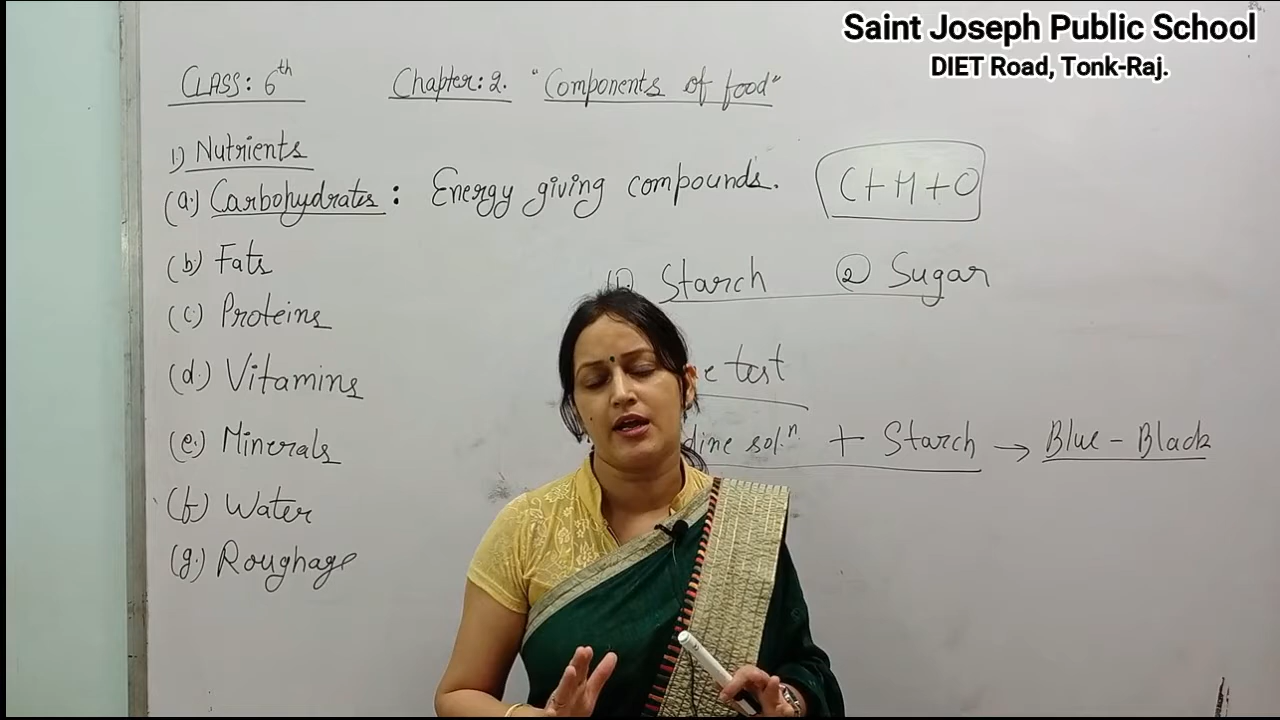 Saint Joseph Public School
DIET Road, Tonk-Raj.
CLASS: 6th Chapter: 2. "Components of food"
1.) Nutrients
(a.) Carbohydrates : Energy giving compounds. C+H+O
(b) Fats
(1) Starch (2) Sugar
(c.) Proteins
(d.) Vitamins
e test
(e.) Minerals
dine sol.n + Starch → Blue - Black
(f.) Water
(g.) Roughage